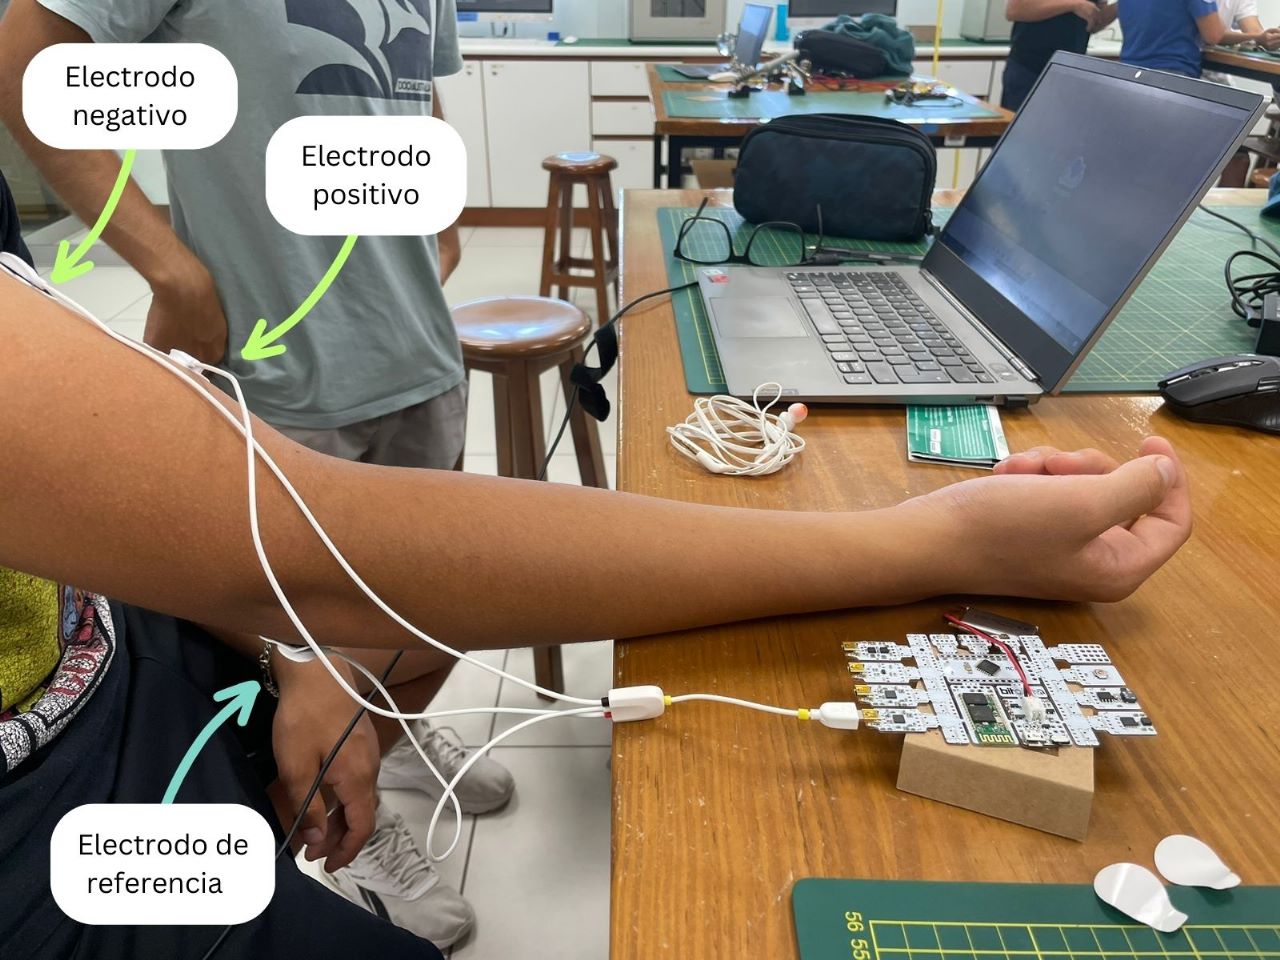 Electrodo
negativo
Electrodo
positivo
Electrodo de
referencia
56 55